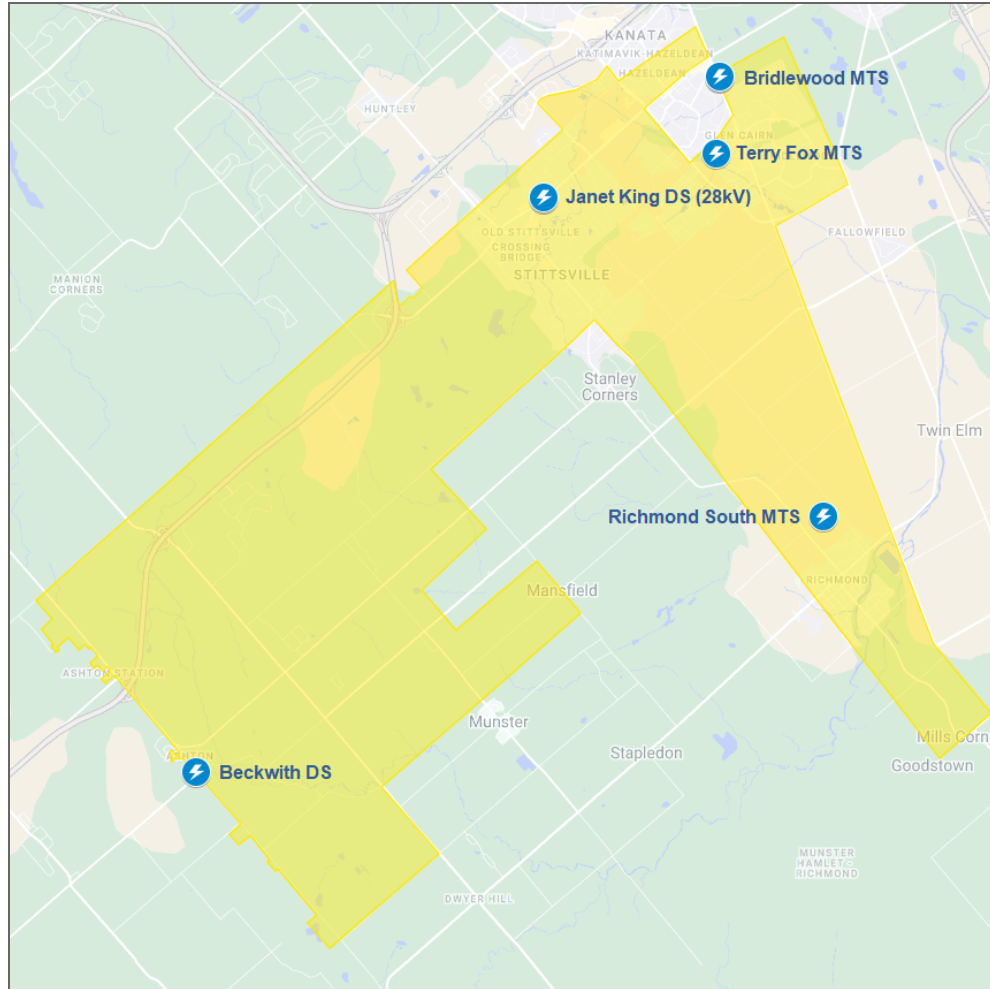 KANATA
KATIMAVIK-HAZELDEAN
HAZELDEAN
Bridlewood MTS
HUNTLEY
GLEN CAIRN
Terry Fox MTS
Janet King DS (28kV)
OLD STITTSVILLE
CROSSING
BRIDGE
FALLOWFIELD
STITTSVILLE
MANION
CORNERS
Stanley
Corners
Twin Elm
Richmond South MTS
RICHMOND
Mansfield
ASHTON STATION
Munster
Mills Corn
Stapledon
ASHTON
Goodstown
Beckwith DS
MUNSTER
HAMLET -
RICHMOND
DWYER HILL